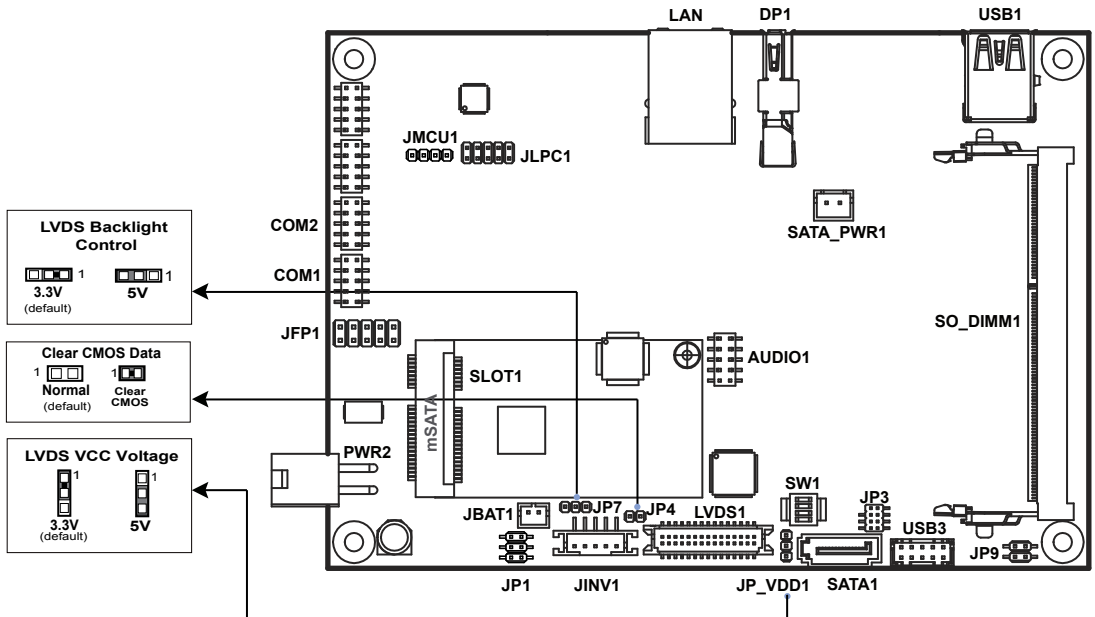 LAN
DP1
USB1
JMCU1
JLPC1
COM2
SATA_PWR1
COM1
SO_DIMM1
JFP1
AUDIO1
SLOT1
mSATA
PWR2
SW1
JP3
JBAT1
JP7
JP4
LVDS1
USB3
JP9
JP1
JINV1
JP_VDD1
SATA1
LVDS Backlight
Control
1
1
3.3V
5V
(default)
Clear CMOS Data
1
1
Normal
Clear
(default)
CMOS
LVDS VCC Voltage
1
1
3.3V
5V
(default)